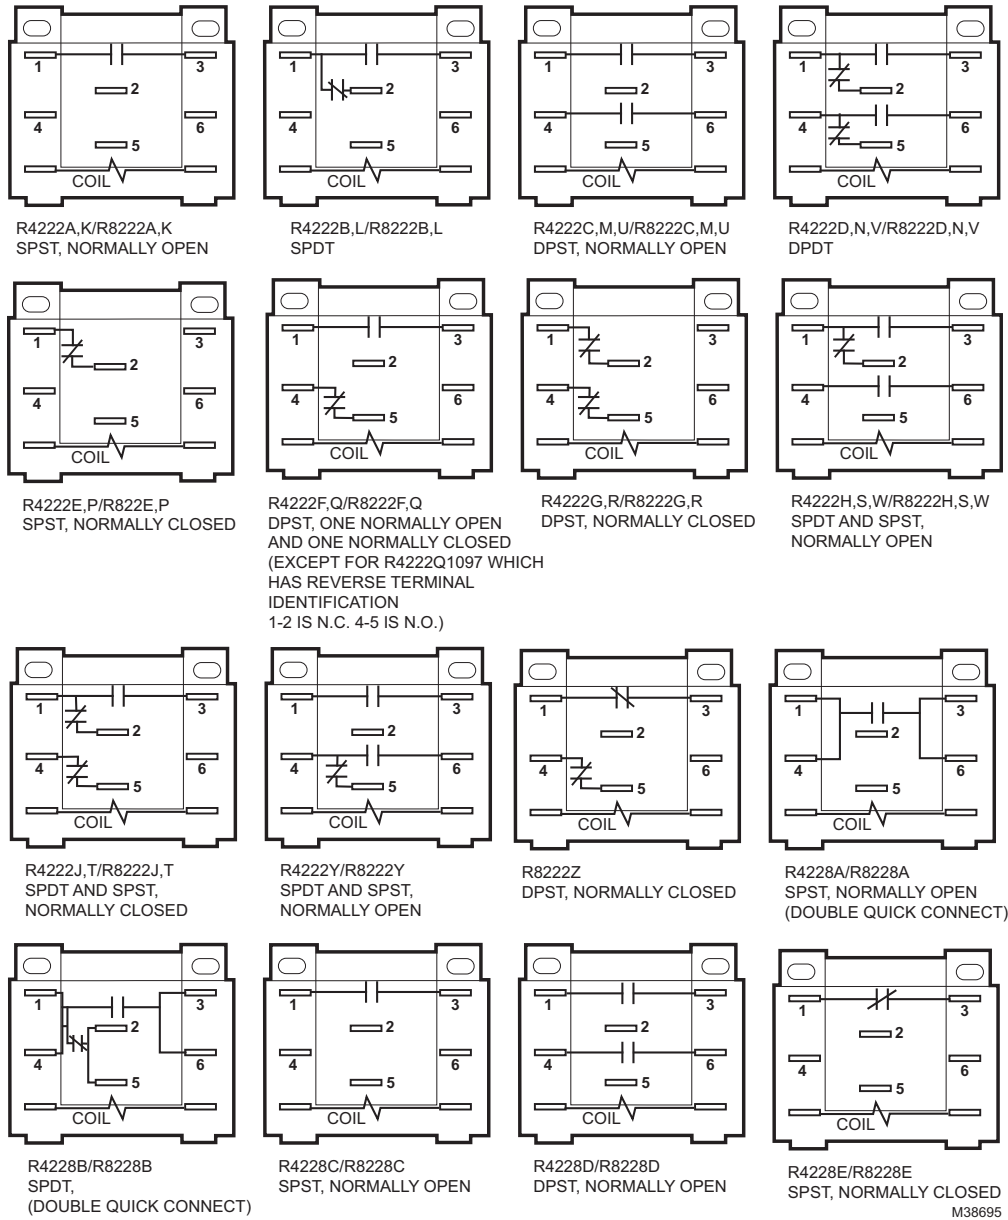 1
3
2
4
6
5
COIL
R4222A,K/R8222A,K
SPST, NORMALLY OPEN
1
3
2
4
6
5
COIL
R4222B,L/R8222B,L
SPDT
1
3
2
4
6
5
COIL
R4222C,M,U/R8222C,M,U
DPST, NORMALLY OPEN
1
3
2
4
6
5
COIL
R4222D,N,V/R8222D,N,V
DPDT
1
3
2
4
6
5
COIL
R4222E,P/R822E,P
SPST, NORMALLY CLOSED
1
3
2
4
6
5
COIL
R4222F,Q/R8222F,Q
DPST, ONE NORMALLY OPEN
AND ONE NORMALLY CLOSED
(EXCEPT FOR R4222Q1097 WHICH
HAS REVERSE TERMINAL
IDENTIFICATION
1-2 IS N.C. 4-5 IS N.O.)
1
3
2
4
6
5
COIL
R4222G,R/R8222G,R
DPST, NORMALLY CLOSED
1
3
2
4
6
5
COIL
R4222H,S,W/R8222H,S,W
SPDT AND SPST,
NORMALLY OPEN
1
3
2
4
6
5
COIL
R4222J,T/R8222J,T
SPDT AND SPST,
NORMALLY CLOSED
1
3
2
4
6
5
COIL
R4222Y/R8222Y
SPDT AND SPST,
NORMALLY OPEN
1
3
2
4
6
5
COIL
R8222Z
DPST, NORMALLY CLOSED
1
3
2
4
6
5
COIL
R4228A/R8228A
SPST, NORMALLY OPEN
(DOUBLE QUICK CONNECT)
1
3
2
4
6
5
COIL
R4228B/R8228B
SPDT,
(DOUBLE QUICK CONNECT)
1
3
2
4
6
5
COIL
R4228C/R8228C
SPST, NORMALLY OPEN
1
3
2
4
6
5
COIL
R4228D/R8228D
DPST, NORMALLY OPEN
1
3
2
4
6
5
COIL
R4228E/R8228E
SPST, NORMALLY CLOSED
M38695